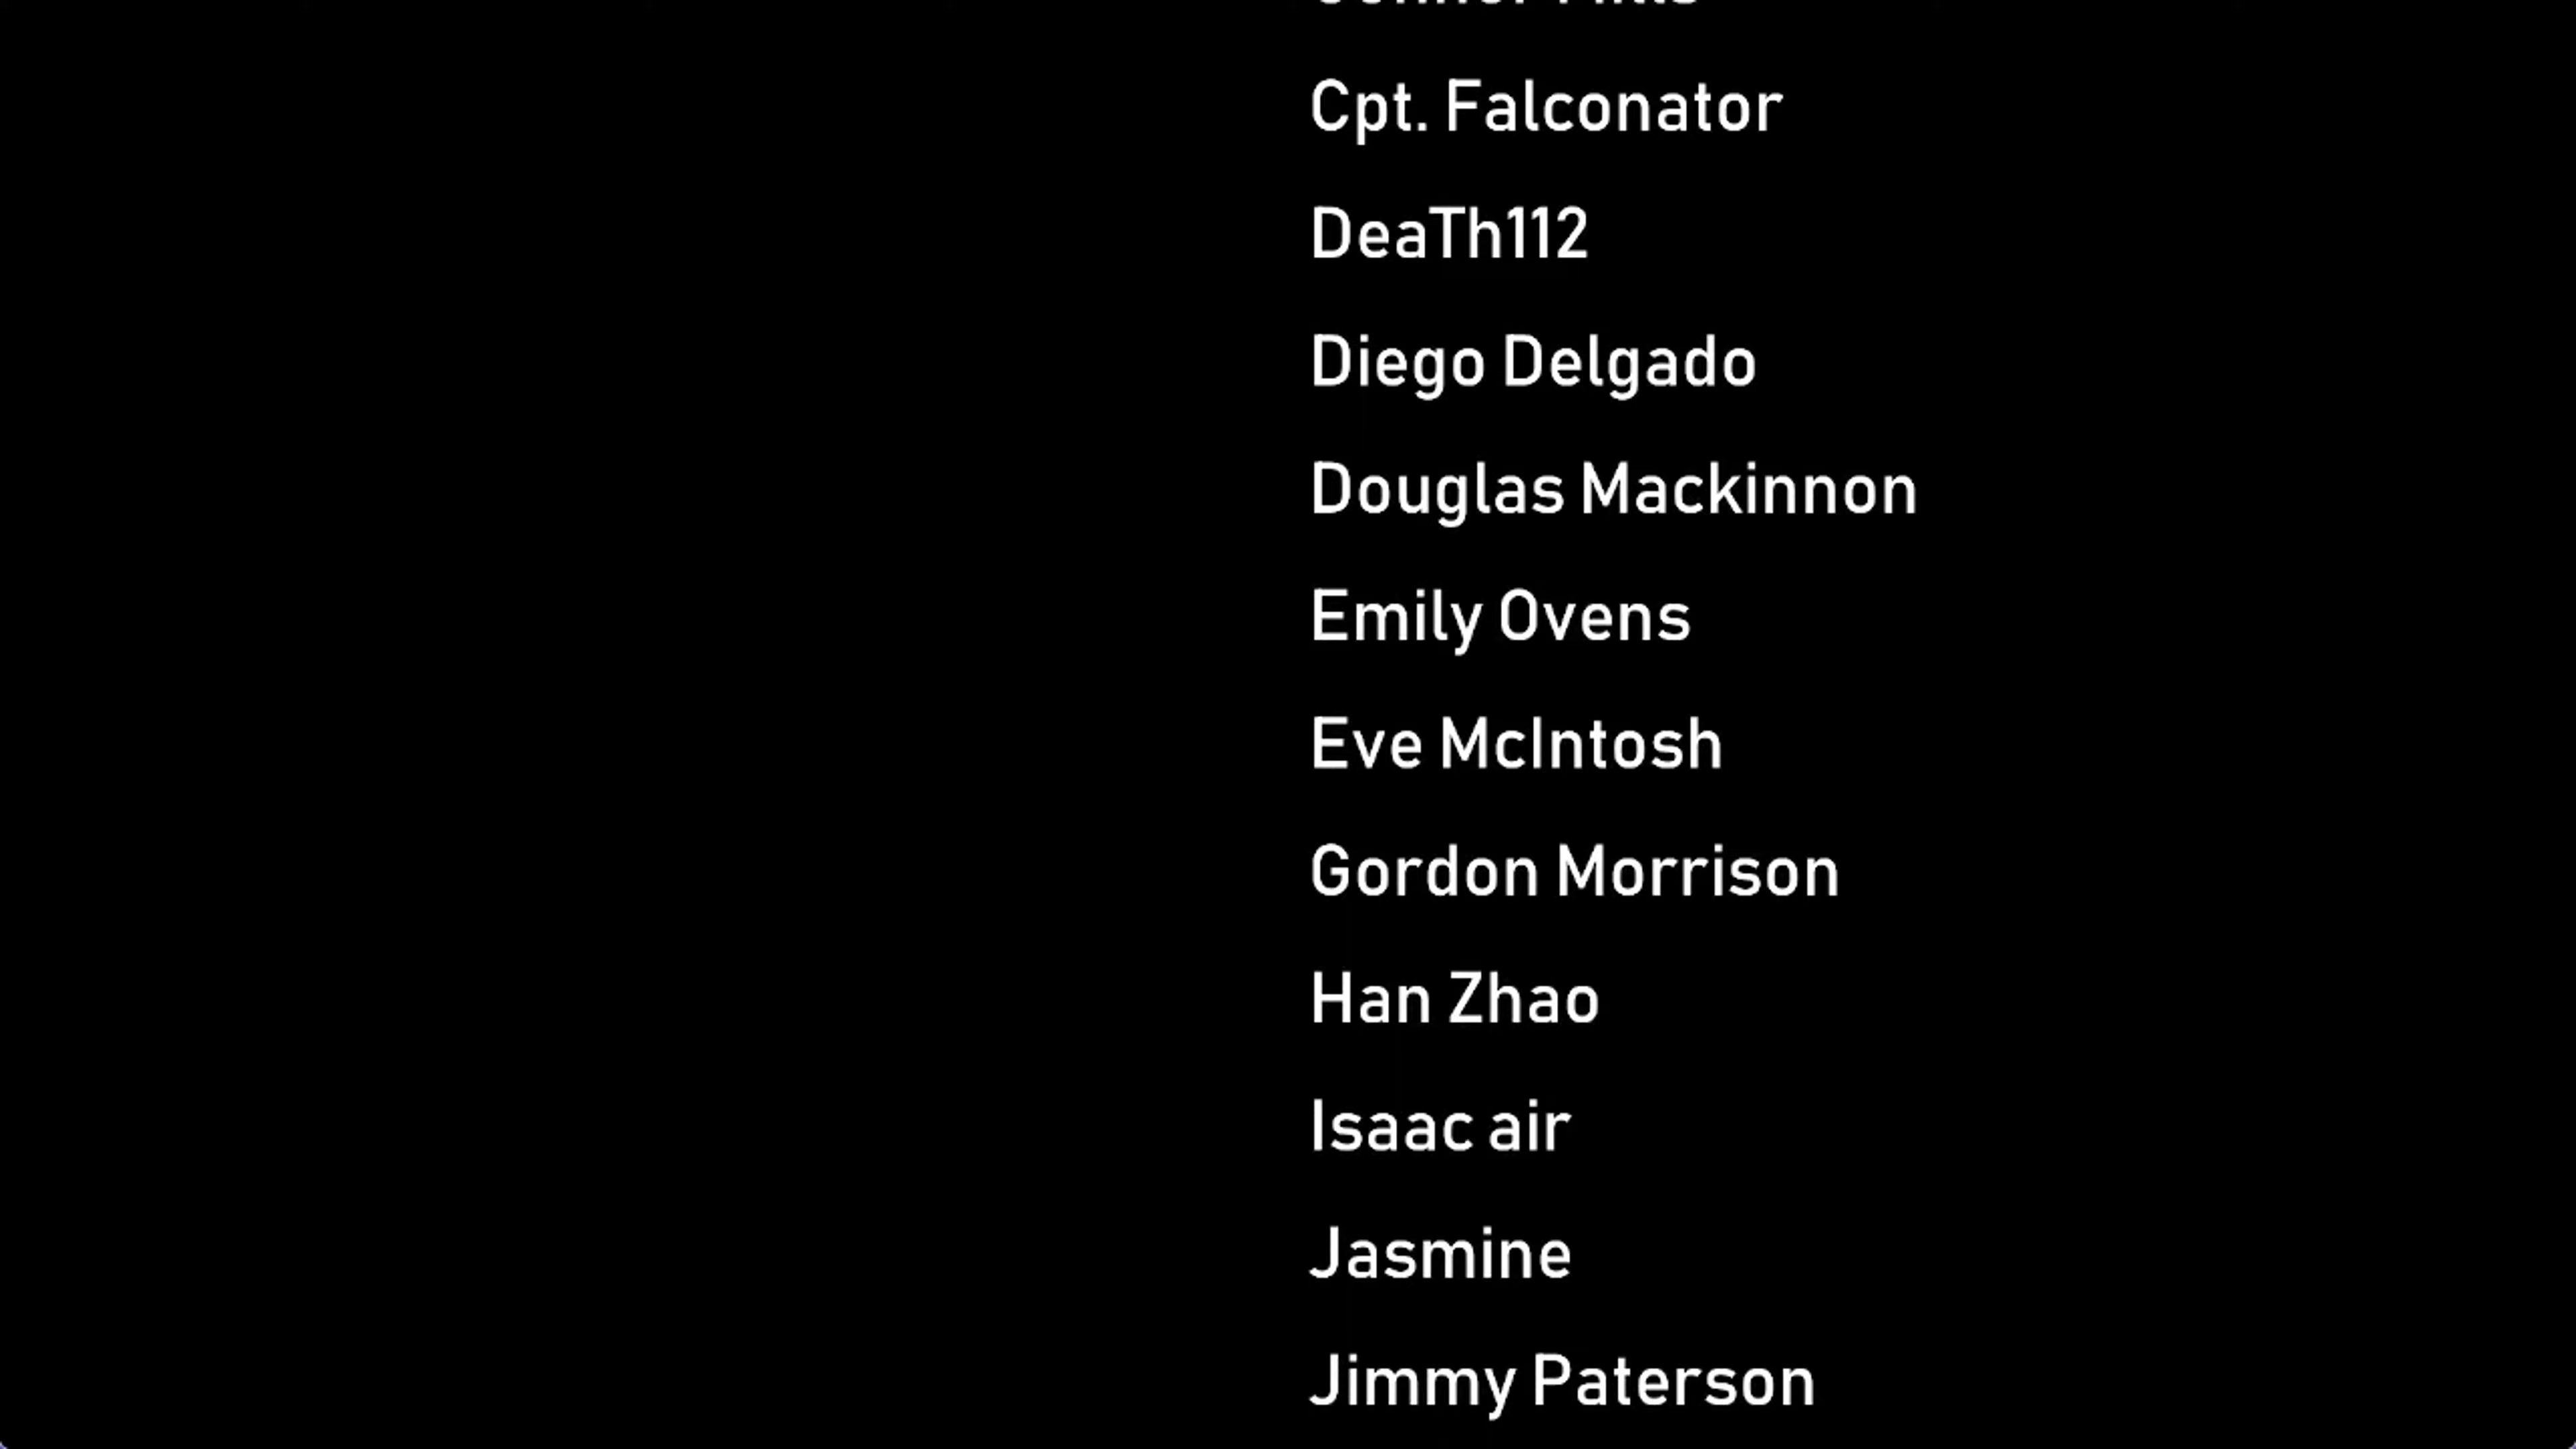 Cpt. Falconator
DeaTh112
Diego Delgado
Douglas Mackinnon
Emily Ovens
Eve McIntosh
Gordon Morrison
Han Zhao
Isaac air
Jasmine
Jimmy Paterson